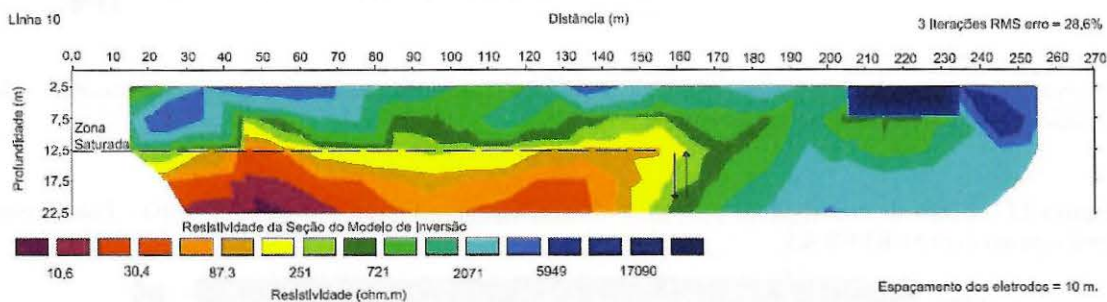 Linha 10
Distância (m)
3 Iterações RMS erro = 28,6%
0,0 10 20 30 40 50 60 70 80 90 100 110 120 130 140 150 160 170 180 190 200 210 220 230 240 250 260 270
Profundidade (m)
2,5
7,5
Zona
Saturada
12,5
17,5
22,5
Resistividade da Seção do Modelo de Inversão
10,6 30,4 87,3 251 721 2071 5949 17090
Resistividade (ohm.m)
Espaçamento dos eletrodos = 10 m.